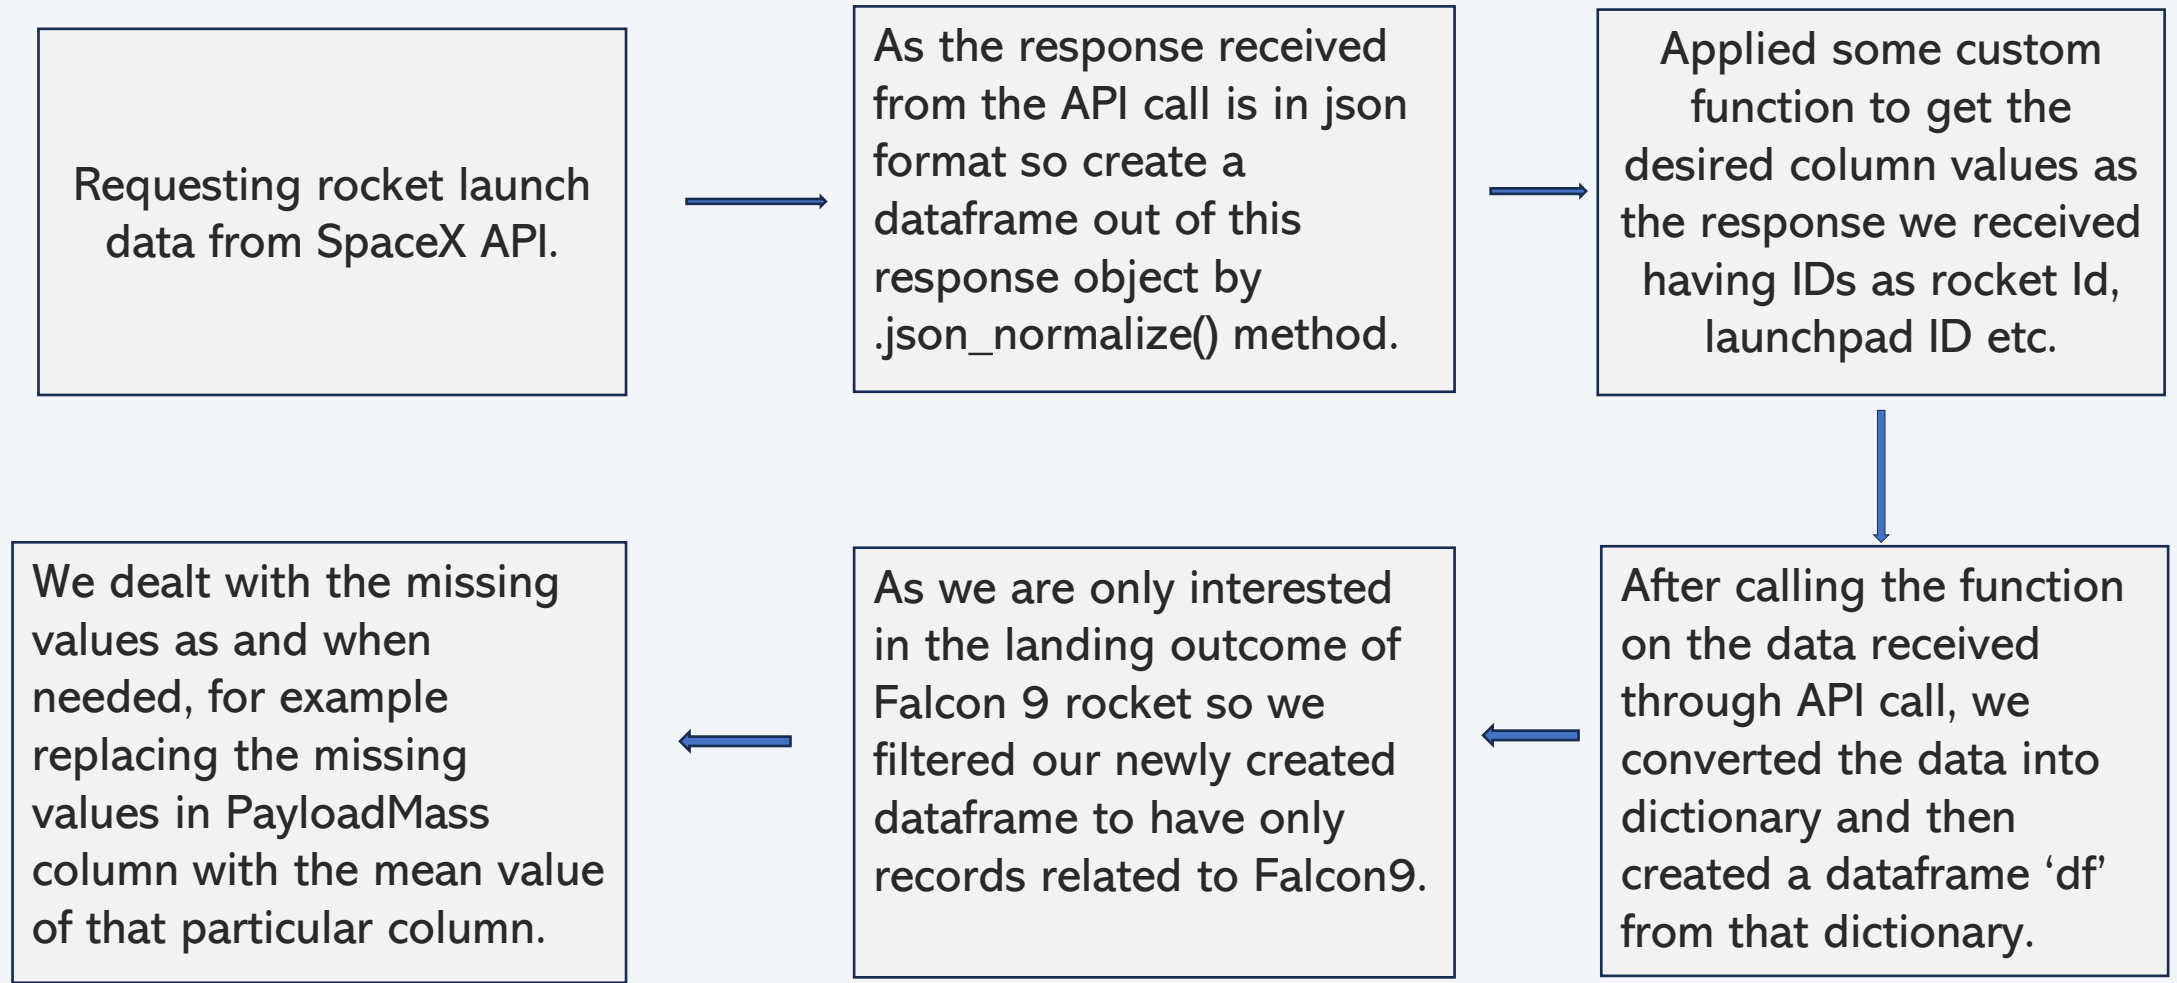 Requesting rocket launch
data from SpaceX API.
As the response received
from the API call is in json
format so create a
dataframe out of this
response object by
.json_normalize() method.
Applied some custom
function to get the
desired column values as
the response we received
having IDs as rocket Id,
launchpad ID etc.
After calling the function
on the data received
through API call, we
converted the data into
dictionary and then
created a dataframe ‘df’
from that dictionary.
As we are only interested
in the landing outcome of
Falcon 9 rocket so we
filtered our newly created
dataframe to have only
records related to Falcon9.
We dealt with the missing
values as and when
needed, for example
replacing the missing
values in PayloadMass
column with the mean value
of that particular column.